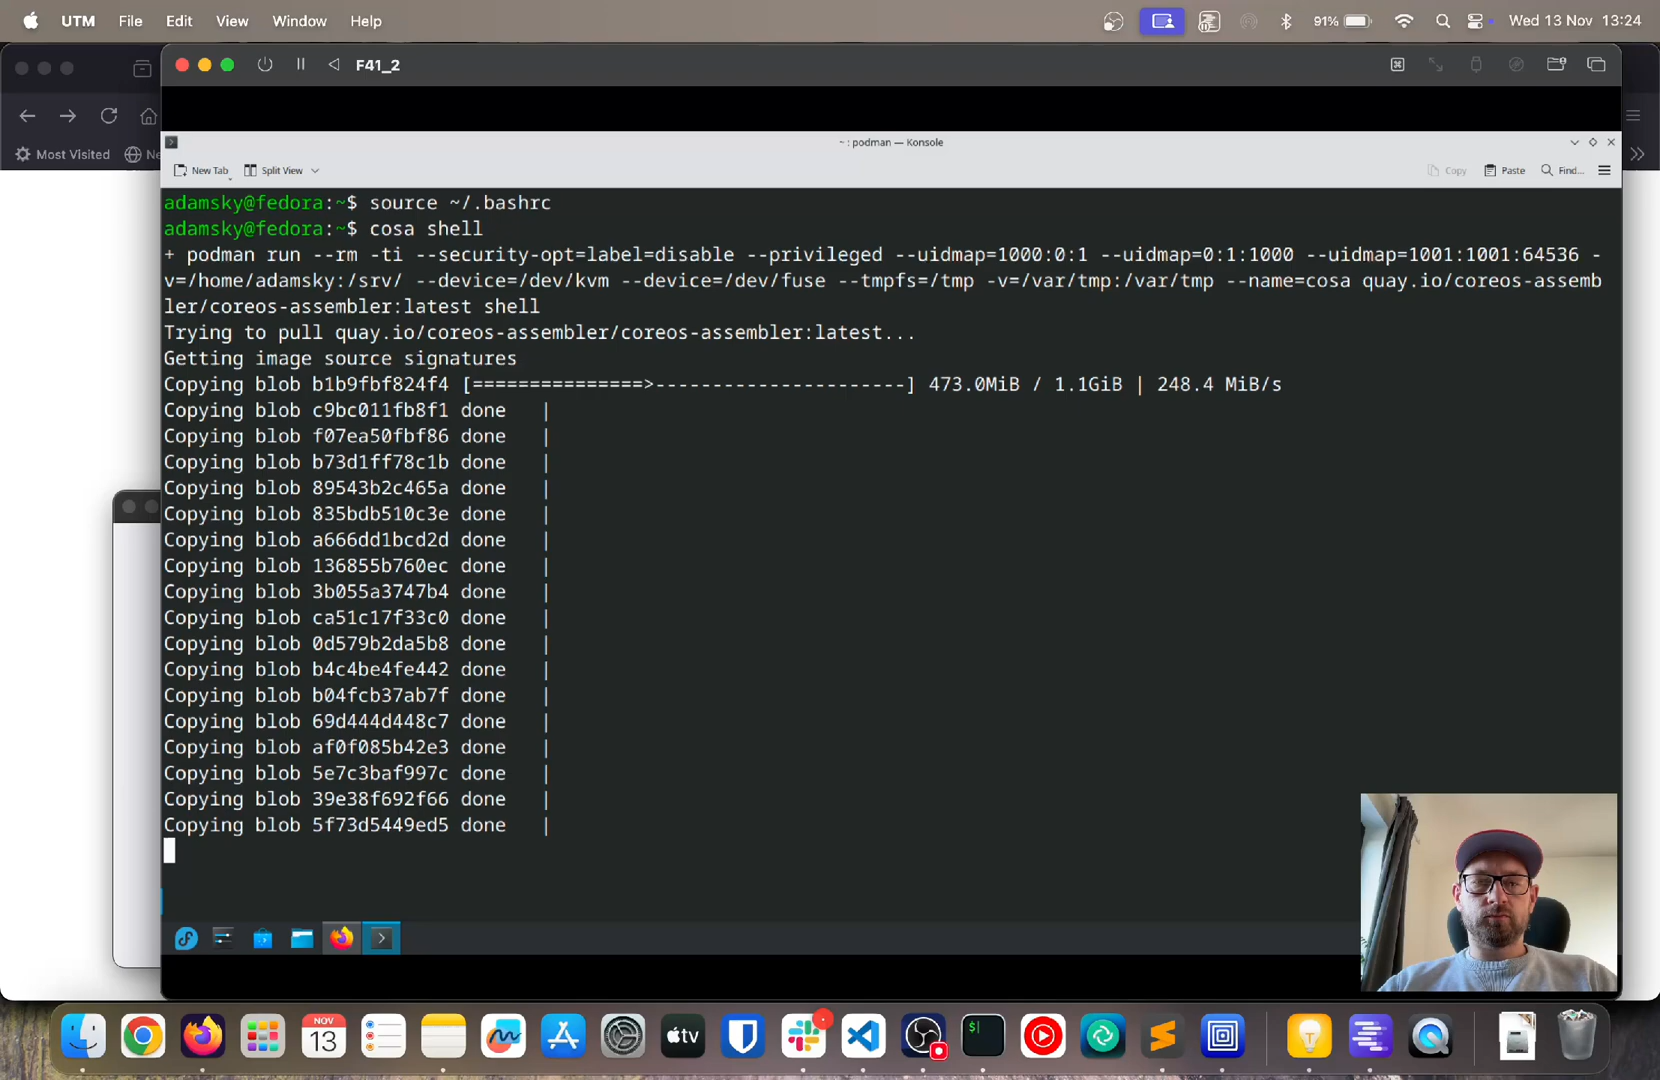 UTM File Edit View Window Help 91% Wed 13 Nov 13:24
F41_2
~ : podman — Konsole
New Tab Split View Copy Paste Find...
Most Visited Ne
adamsky@fedora:~$ source ~/.bashrc
adamsky@fedora:~$ cosa shell
+ podman run --rm -ti --security-opt=label=disable --privileged --uidmap=1000:0:1 --uidmap=0:1:1000 --uidmap=1001:1001:64536 -
v=/home/adamsky:/srv/ --device=/dev/kvm --device=/dev/fuse --tmpfs=/tmp -v=/var/tmp:/var/tmp --name=cosa quay.io/coreos-assemb
ler/coreos-assembler:latest shell
Trying to pull quay.io/coreos-assembler/coreos-assembler:latest...
Getting image source signatures
Copying blob b1b9fbf824f4 [===============>----------------------] 473.0MiB / 1.1GiB | 248.4 MiB/s
Copying blob c9bc011fb8f1 done |
Copying blob f07ea50fbf86 done |
Copying blob b73d1ff78c1b done |
Copying blob 89543b2c465a done |
Copying blob 835bdb510c3e done |
Copying blob a666dd1bcd2d done |
Copying blob 136855b760ec done |
Copying blob 3b055a3747b4 done |
Copying blob ca51c17f33c0 done |
Copying blob 0d579b2da5b8 done |
Copying blob b4c4be4fe442 done |
Copying blob b04fcb37ab7f done |
Copying blob 69d444d448c7 done |
Copying blob af0f085b42e3 done |
Copying blob 5e7c3baf997c done |
Copying blob 39e38f692f66 done |
Copying blob 5f73d5449ed5 done |
NOV
13
tv
$